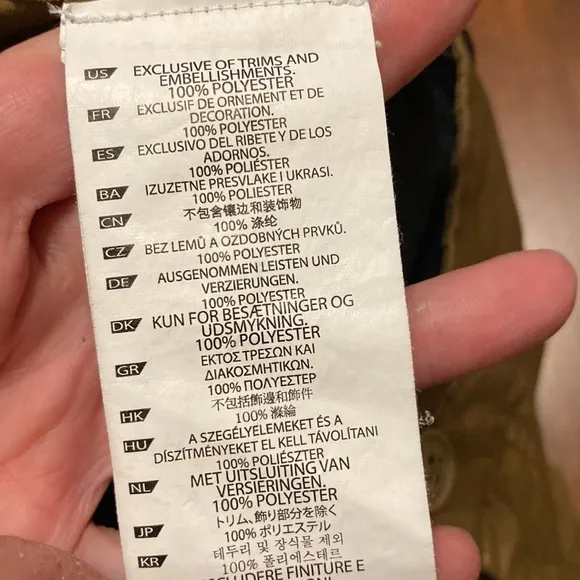 US EXCLUSIVE OF TRIMS AND
EMBELLISHMENTS.
100% POLYESTER
FR EXCLUSIF DE ORNEMENT ET DE
DECORATION.
100% POLYESTER
ES EXCLUSIVO DEL RIBETE Y DE LOS
ADORNOS.
100% POLIÉSTER
BA IZUZETNE PRESVLAKE I UKRASI.
100% POLIESTER
CN 不包含镶边和装饰物
100% 涤纶
CZ BEZ LEMŮ A OZDOBNÝCH PRVKŮ.
100% POLYESTER
DE AUSGENOMMEN LEISTEN UND
VERZIERUNGEN.
100% POLYESTER
DK KUN FOR BESÆTNINGER OG
UDSMYKNING.
100% POLYESTER
GR ΕΚΤΟΣ ΤΡΕΣΩΝ ΚΑΙ
ΔΙΑΚΟΣΜΗΤΙΚΩΝ.
100% ΠΟΛΥΕΣΤΕΡ
HK 不包括飾邊和飾件
100% 滌綸
HU A SZEGÉLYELEMEKET ÉS A
DÍSZÍTMÉNYEKET EL KELL TÁVOLÍTANI
100% POLIÉSZTER
NL MET UITSLUITING VAN
VERSIERINGEN.
100% POLYESTER
JP トリム、飾り部分を除く
100% ポリエステル
KR 테두리 및 장식물 제외
100% 폴리에스테르
ESCLUDERE FINITURE E